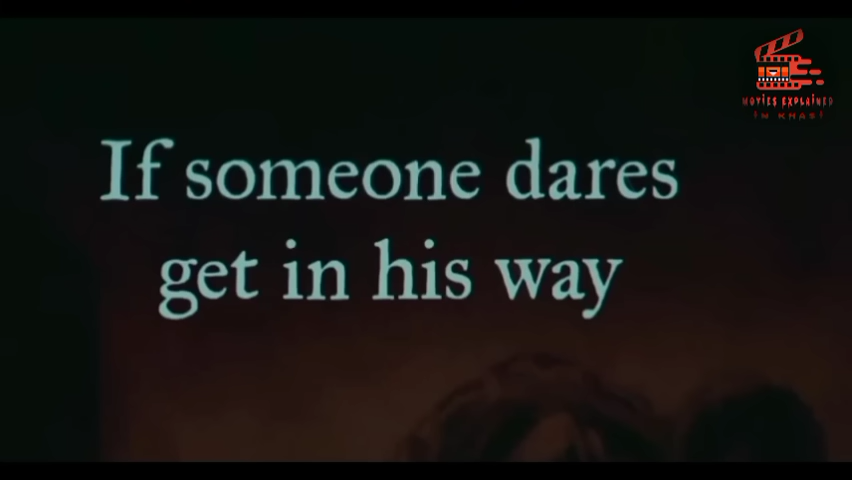 MOVIES EXPLAINED
IN KHASI
If someone dares
get in his way